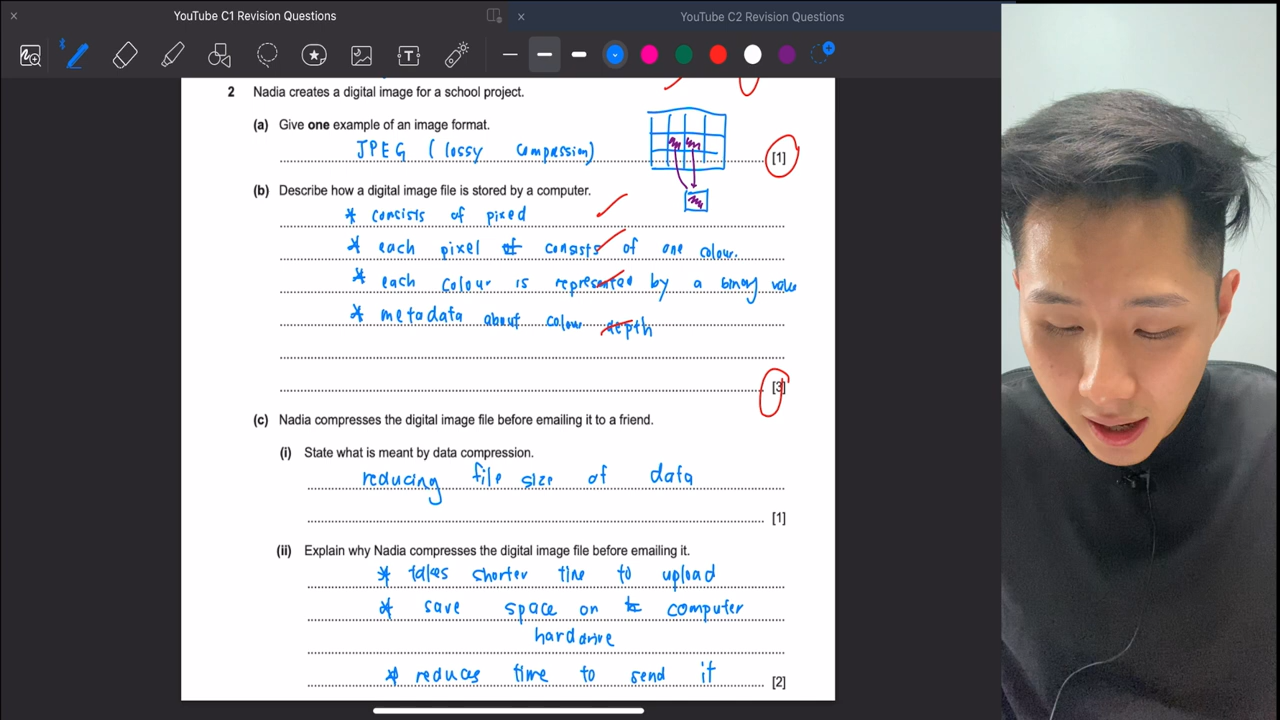 YouTube C1 Revision Questions
YouTube C2 Revision Questions
2 Nadia creates a digital image for a school project.
(a) Give one example of an image format.
JPEG (lossy compression)
[1]
(b) Describe how a digital image file is stored by a computer.
* consists of pixed
* each pixel consists of one colour.
* each colour is represented by a binary value
* metadata about colour depth
[3]
(c) Nadia compresses the digital image file before emailing it to a friend.
(i) State what is meant by data compression.
reducing file size of data
[1]
(ii) Explain why Nadia compresses the digital image file before emailing it.
* takes shorter time to upload
* save space on computer
harddrive
* reduces time to send it
[2]